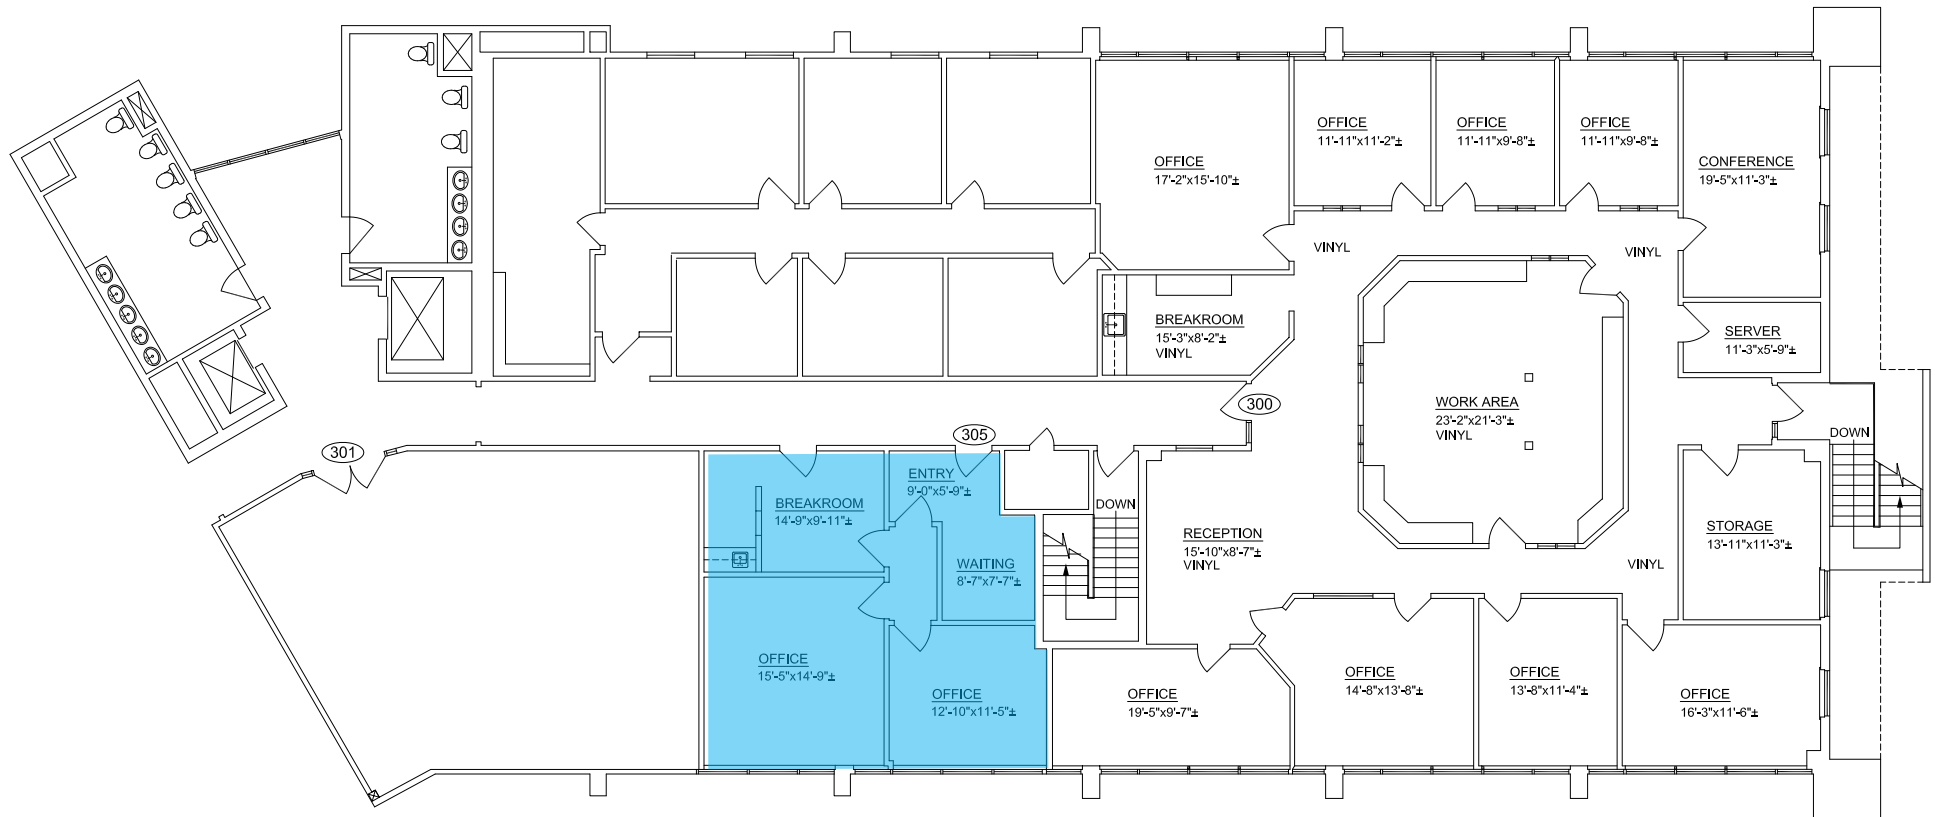 OFFICE
11'-11"x11'-2"±
OFFICE
11'-11"x9'-8"±
OFFICE
11'-11"x9'-8"±
OFFICE
17'-2"x15'-10"±
CONFERENCE
19'-5"x11'-3"±
VINYL
VINYL
BREAKROOM
15'-3"x8'-2"±
VINYL
SERVER
11'-3"x5'-9"±
300
WORK AREA
23'-2"x21'-3"±
VINYL
DOWN
301
305
ENTRY
9'-0"x5'-9"±
BREAKROOM
14'-9"x9'-11"±
DOWN
RECEPTION
15'-10"x8'-7"±
VINYL
STORAGE
13'-11"x11'-3"±
WAITING
8'-7"x7'-7"±
VINYL
OFFICE
15'-5"x14'-9"±
OFFICE
12'-10"x11'-5"±
OFFICE
19'-5"x9'-7"±
OFFICE
14'-8"x13'-8"±
OFFICE
13'-8"x11'-4"±
OFFICE
16'-3"x11'-6"±